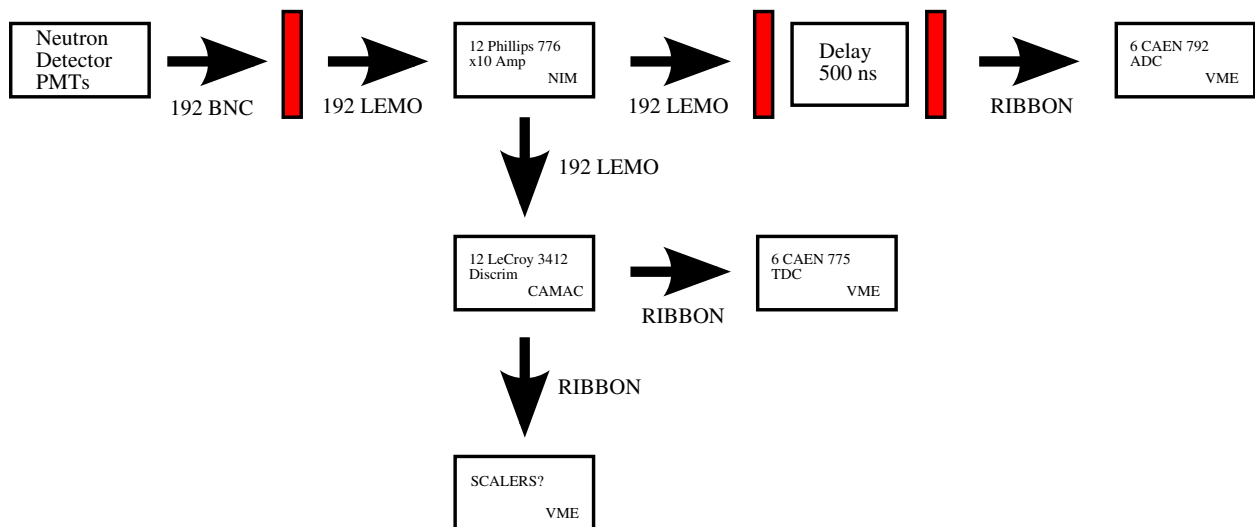 Neutron
Detector
PMTs
192 BNC
192 LEMO
12 Phillips 776
x10 Amp
NIM
192 LEMO
Delay
500 ns
RIBBON
6 CAEN 792
ADC
VME
192 LEMO
12 LeCroy 3412
Discrim
CAMAC
RIBBON
6 CAEN 775
TDC
VME
RIBBON
SCALERS?
VME